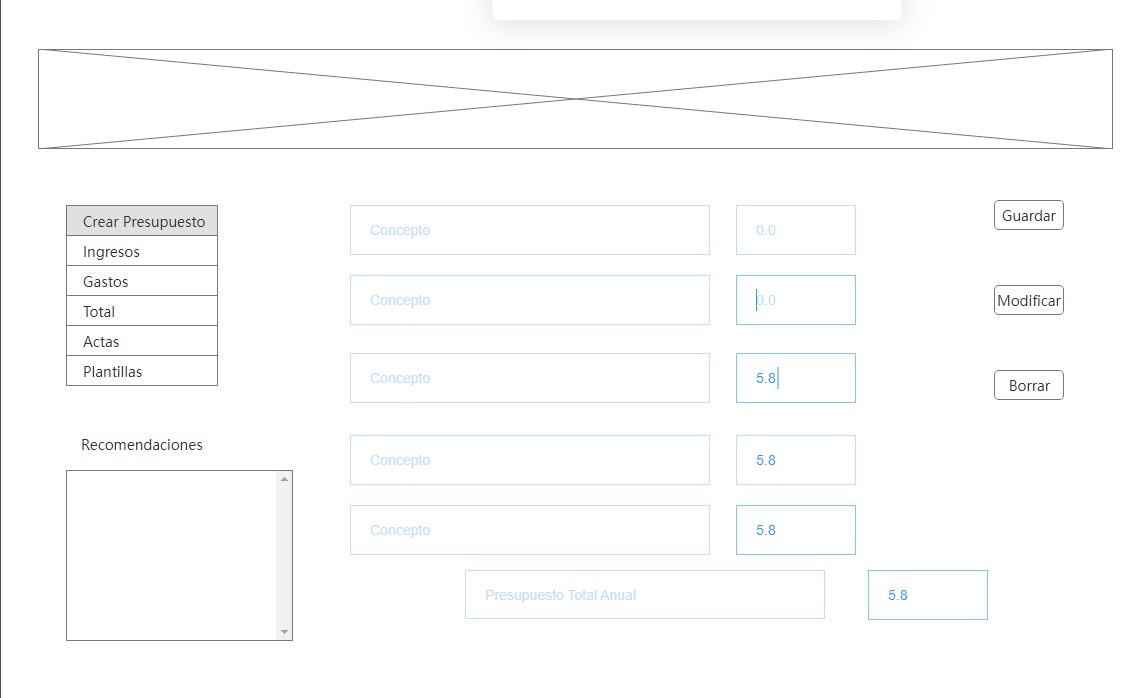 Crear Presupuesto
Ingresos
Gastos
Total
Actas
Plantillas
Recomendaciones
Concepto 0.0
Concepto 0.0
Concepto 5.8
Concepto 5.8
Concepto 5.8
Presupuesto Total Anual 5.8
Guardar
Modificar
Borrar